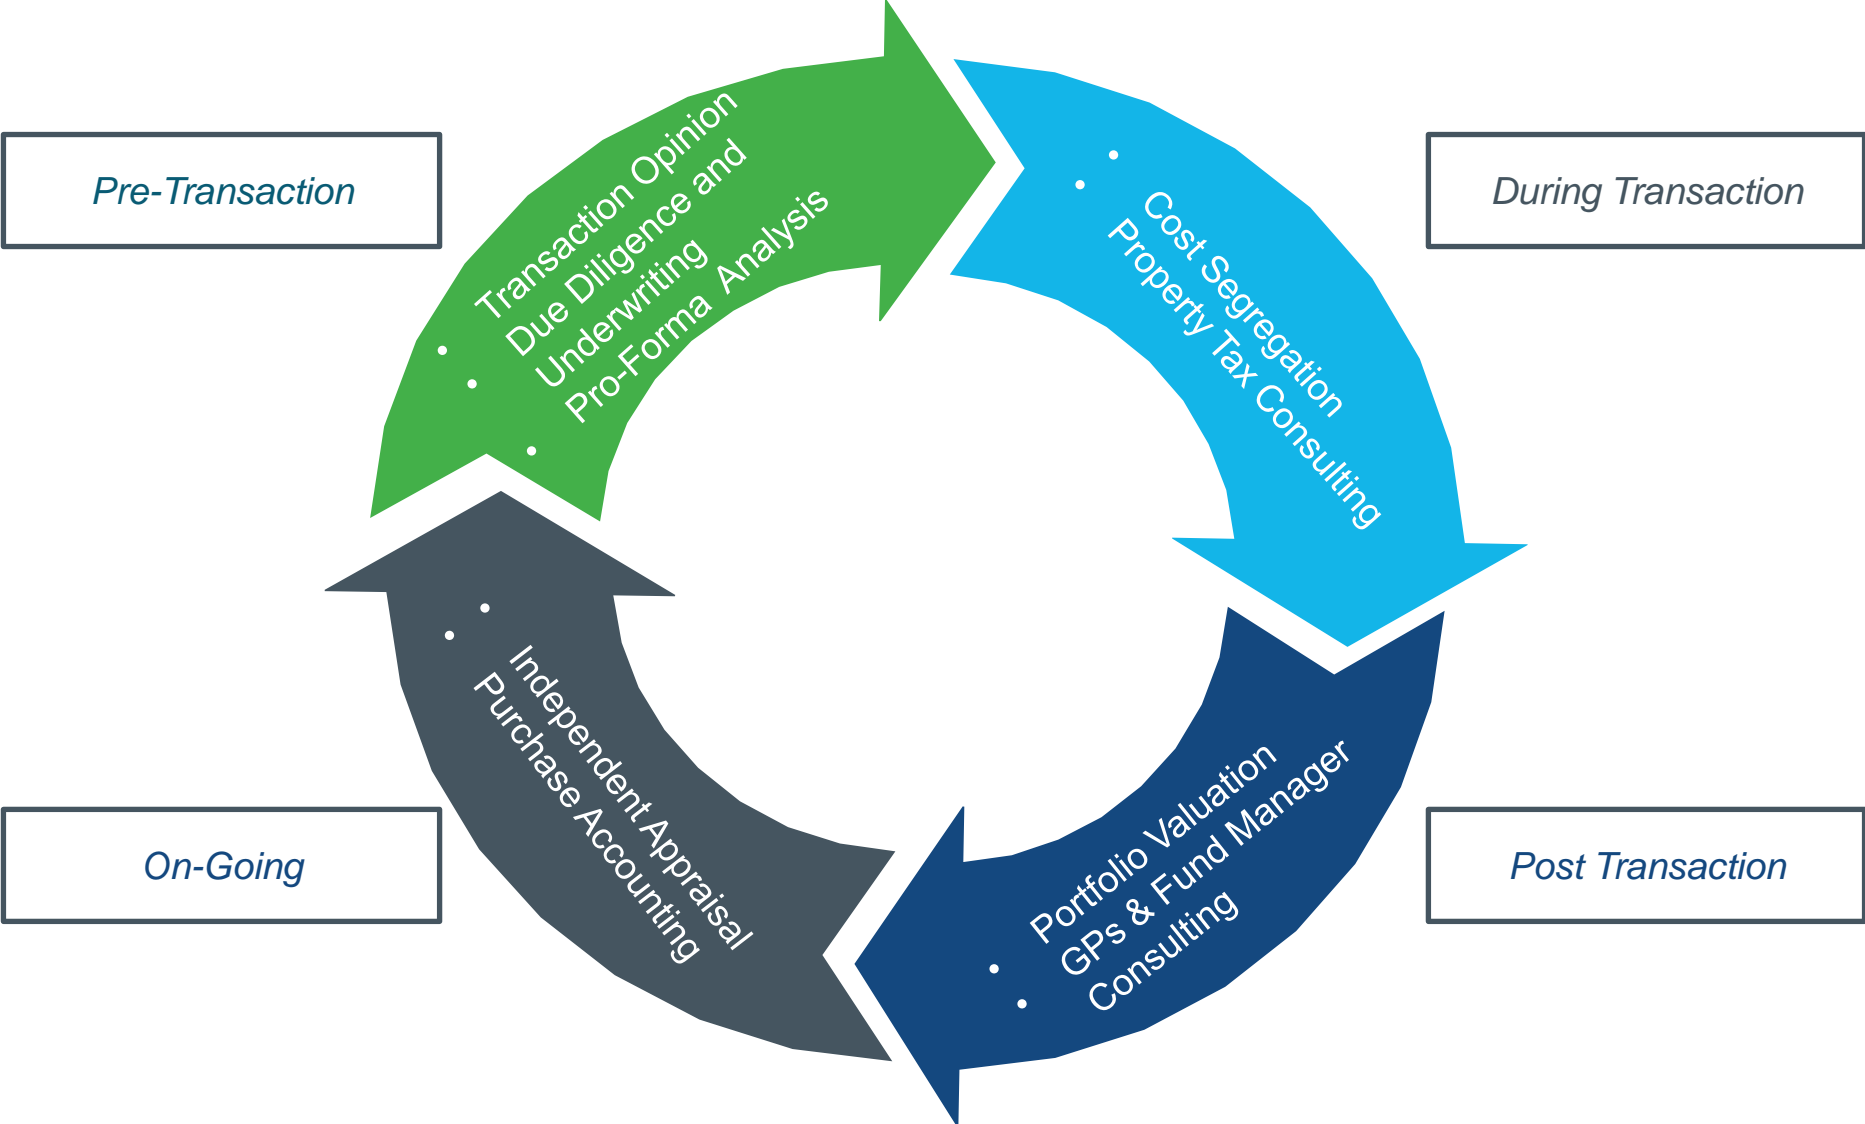 Pre-Transaction
• Transaction Opinion
• Due Diligence and
Underwriting
• Pro-Forma Analysis
During Transaction
• Cost Segregation
• Property Tax Consulting
Post Transaction
• Portfolio Valuation
• GPs & Fund Manager
Consulting
On-Going
• Independent Appraisal
• Purchase Accounting